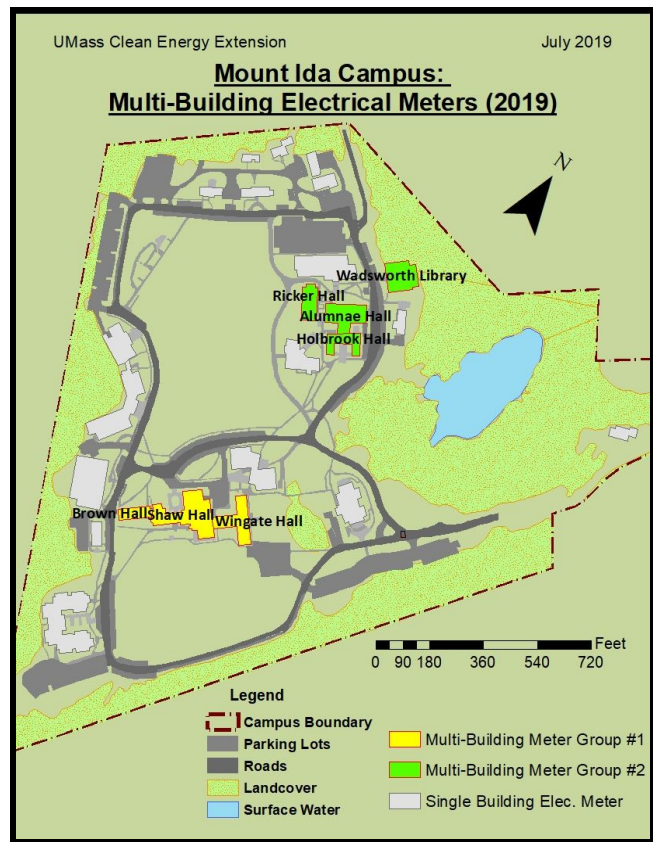 UMass Clean Energy Extension
July 2019
Mount Ida Campus:
Multi-Building Electrical Meters (2019)
N
Wadsworth Library
Ricker Hall
Alumnae Hall
Holbrook Hall
Brown Hall
Shaw Hall
Wingate Hall
Feet
0 90 180 360 540 720
Legend
Campus Boundary
Parking Lots
Roads
Landcover
Surface Water
Multi-Building Meter Group #1
Multi-Building Meter Group #2
Single Building Elec. Meter